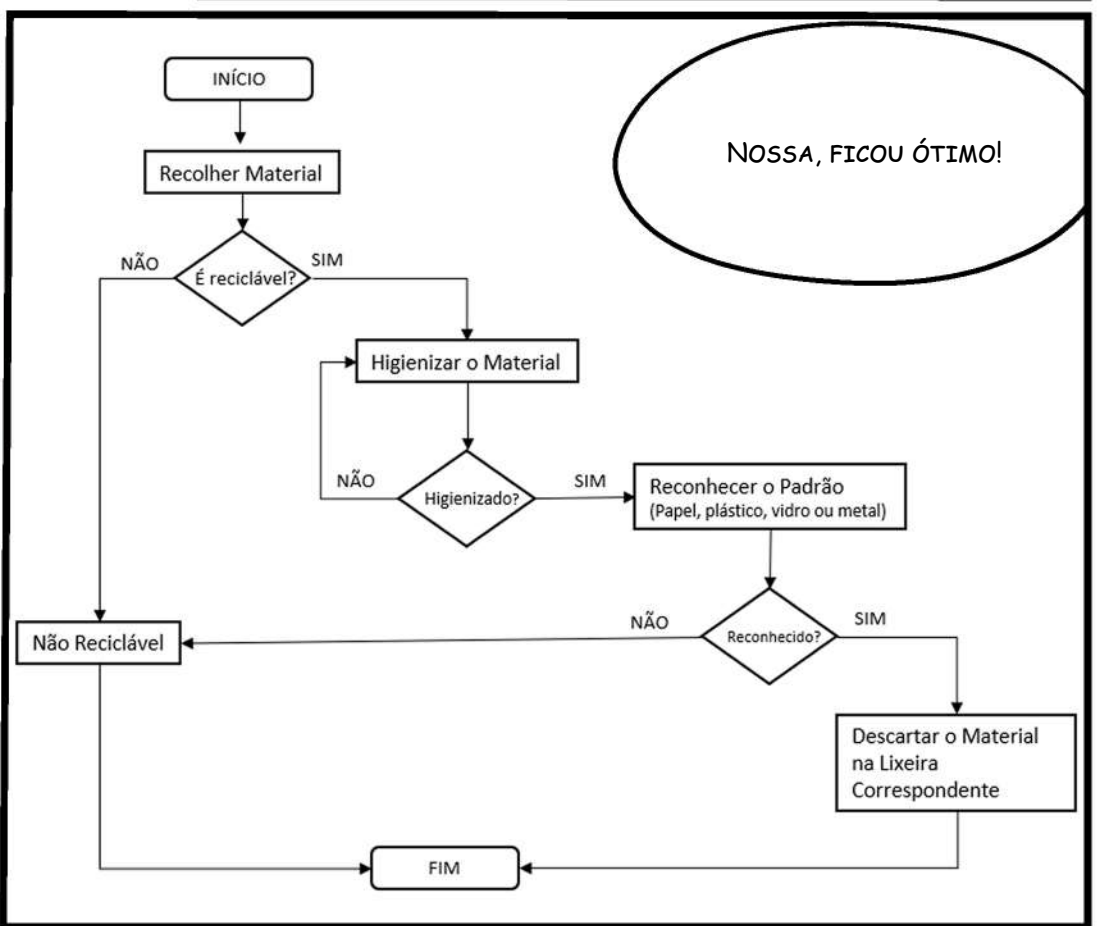 INÍCIO
NOSSA, FICOU ÓTIMO!
Recolher Material
NÃO
É reciclável?
SIM
Higienizar o Material
NÃO
Higienizado?
SIM
Reconhecer o Padrão
(Papel, plástico, vidro ou metal)
Não Reciclável
NÃO
Reconhecido?
SIM
Descartar o Material
na Lixeira
Correspondente
FIM